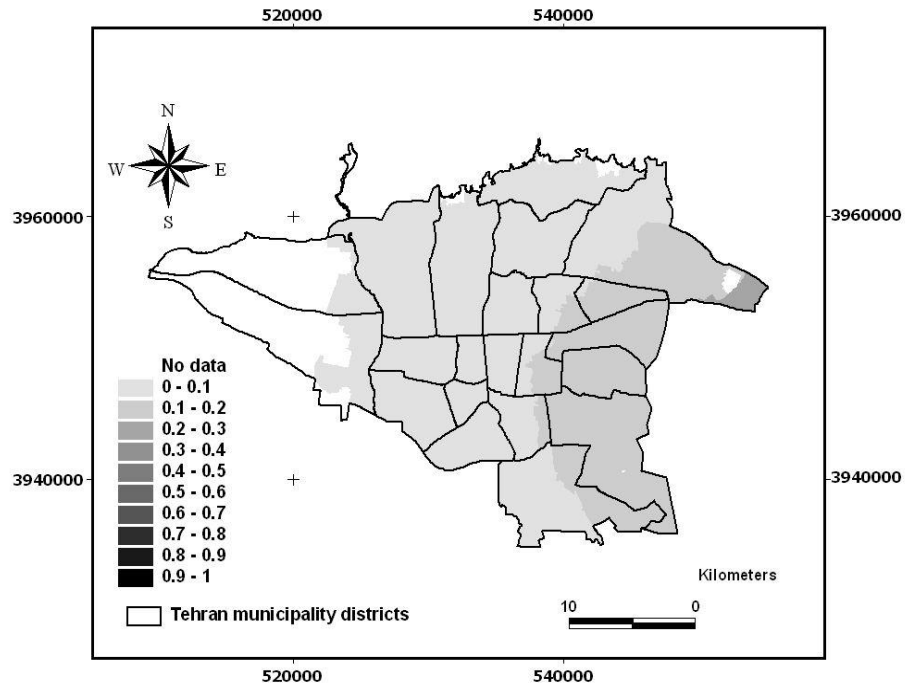 520000 540000
N
W E
S
3960000 3960000
No data
0 - 0.1
0.1 - 0.2
0.2 - 0.3
0.3 - 0.4
0.4 - 0.5
0.5 - 0.6
0.6 - 0.7
0.7 - 0.8
0.8 - 0.9
0.9 - 1
3940000 3940000
Tehran municipality districts
Kilometers
10 0
520000 540000